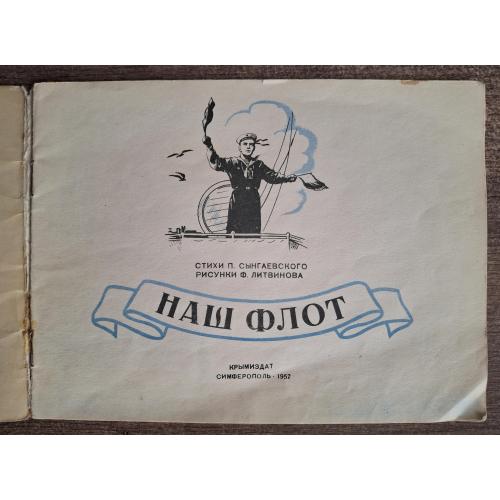 СТИХИ П. СЫНГАЕВСКОГО
РИСУНКИ Ф. ЛИТВИНОВА
НАШ ФЛОТ
КРЫМИЗДАТ
СИМФЕРОПОЛЬ - 1952